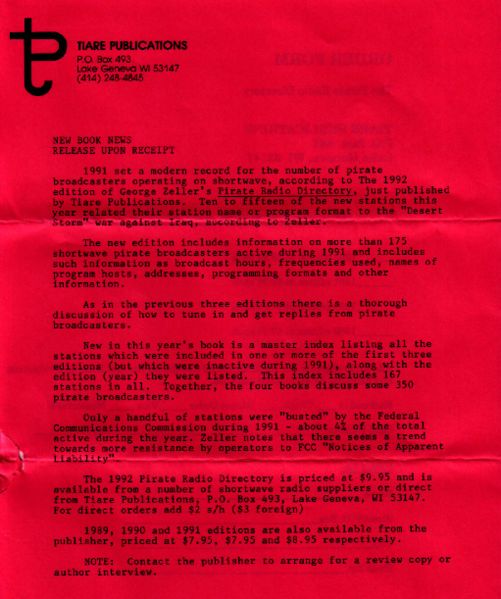 TIARE PUBLICATIONS
P.O. Box 493
Lake Geneva WI 53147
(414) 248-4845
NEW BOOK NEWS
RELEASE UPON RECEIPT
1991 set a modern record for the number of pirate
broadcasters operating on shortwave, according to The 1992
edition of George Zeller's Pirate Radio Directory, just published
by Tiare Publications. Ten to fifteen of the new stations this
year related their station name or program format to the "Desert
Storm" war against Iraq, according to Zeller.
The new edition includes information on more than 175
shortwave pirate broadcasters active during 1991 and includes
such information as broadcast hours, frequencies used, names of
program hosts, addresses, programming formats and other
information.
As in the previous three editions there is a thorough
discussion of how to tune in and get replies from pirate
broadcasters.
New in this year's book is a master index listing all the
stations which were included in one or more of the first three
editions (but which were inactive during 1991), along with the
edition (year) they were listed. This index includes 167
stations in all. Together, the four books discuss some 350
pirate broadcasters.
Only a handful of stations were "busted" by the Federal
Communications Commission during 1991 - about 4% of the total
active during the year. Zeller notes that there seems a trend
towards more resistance by operators to FCC "Notices of Apparent
Liability".
The 1992 Pirate Radio Directory is priced at $9.95 and is
available from a number of shortwave radio suppliers or direct
from Tiare Publications, P.O. Box 493, Lake Geneva, WI 53147.
For direct orders add $2 s/h ($3 foreign)
1989, 1990 and 1991 editions are also available from the
publisher, priced at $7.95, $7.95 and $8.95 respectively.
NOTE: Contact the publisher to arrange for a review copy or
author interview.